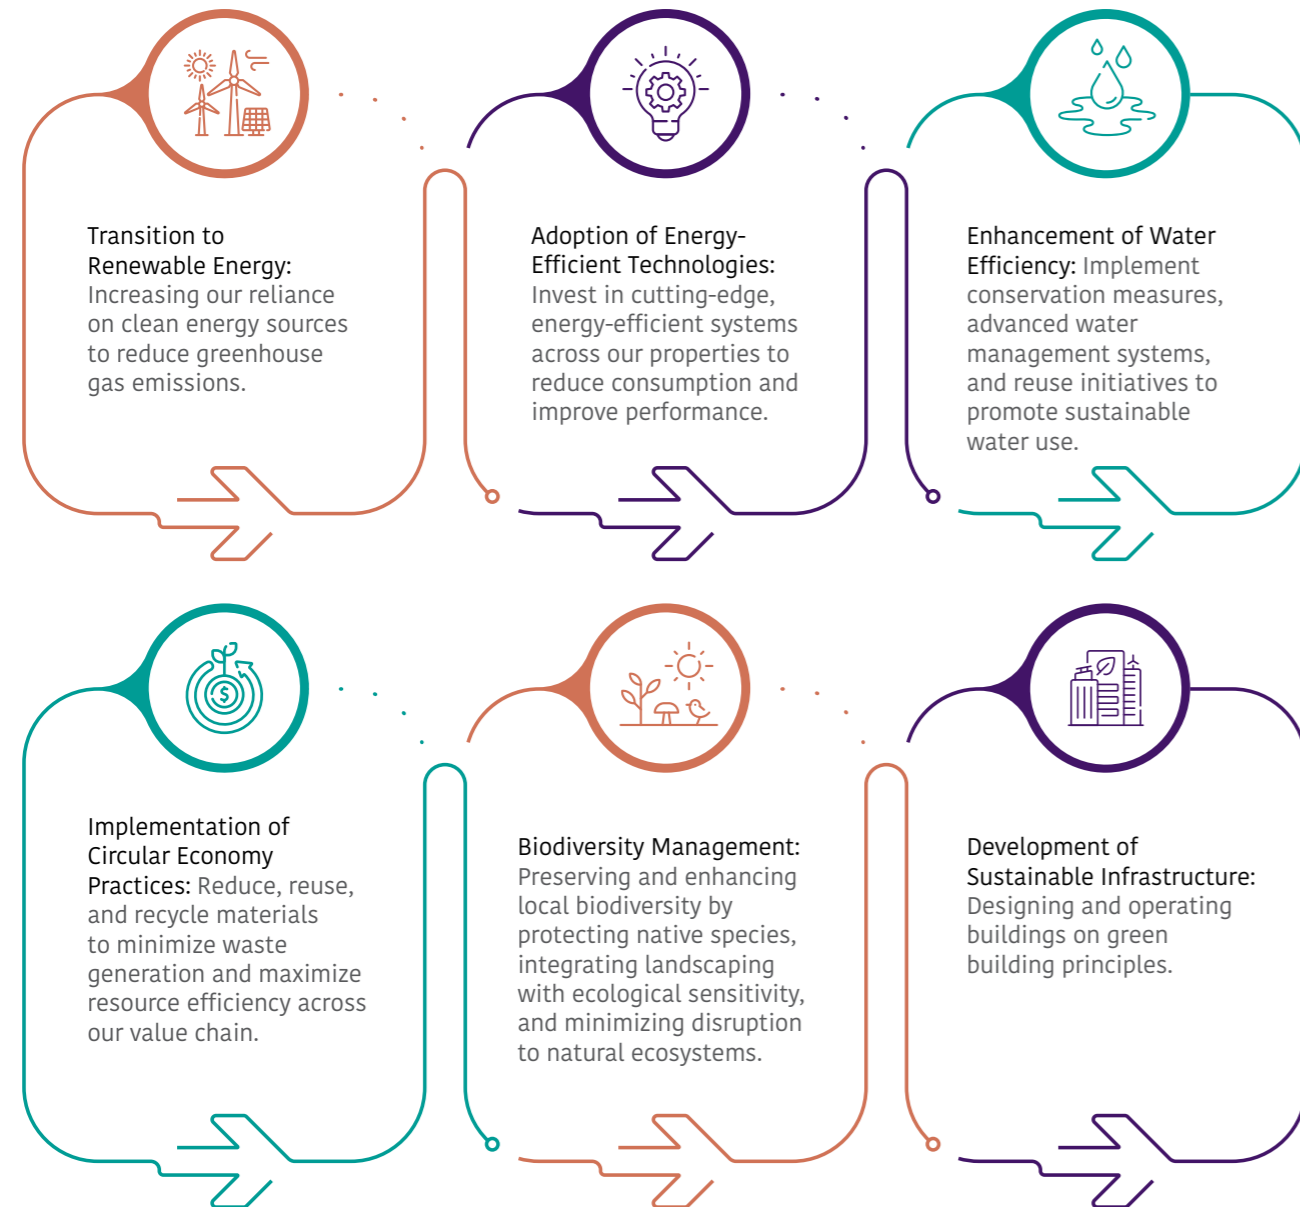 Transition to
Renewable Energy:
Increasing our reliance
on clean energy sources
to reduce greenhouse
gas emissions.
Adoption of Energy-
Efficient Technologies:
Invest in cutting-edge,
energy-efficient systems
across our properties to
reduce consumption and
improve performance.
Enhancement of Water
Efficiency: Implement
conservation measures,
advanced water
management systems,
and reuse initiatives to
promote sustainable
water use.
$
Implementation of
Circular Economy
Practices: Reduce, reuse,
and recycle materials
to minimize waste
generation and maximize
resource efficiency across
our value chain.
Biodiversity Management:
Preserving and enhancing
local biodiversity by
protecting native species,
integrating landscaping
with ecological sensitivity,
and minimizing disruption
to natural ecosystems.
Development of
Sustainable Infrastructure:
Designing and operating
buildings on green
building principles.